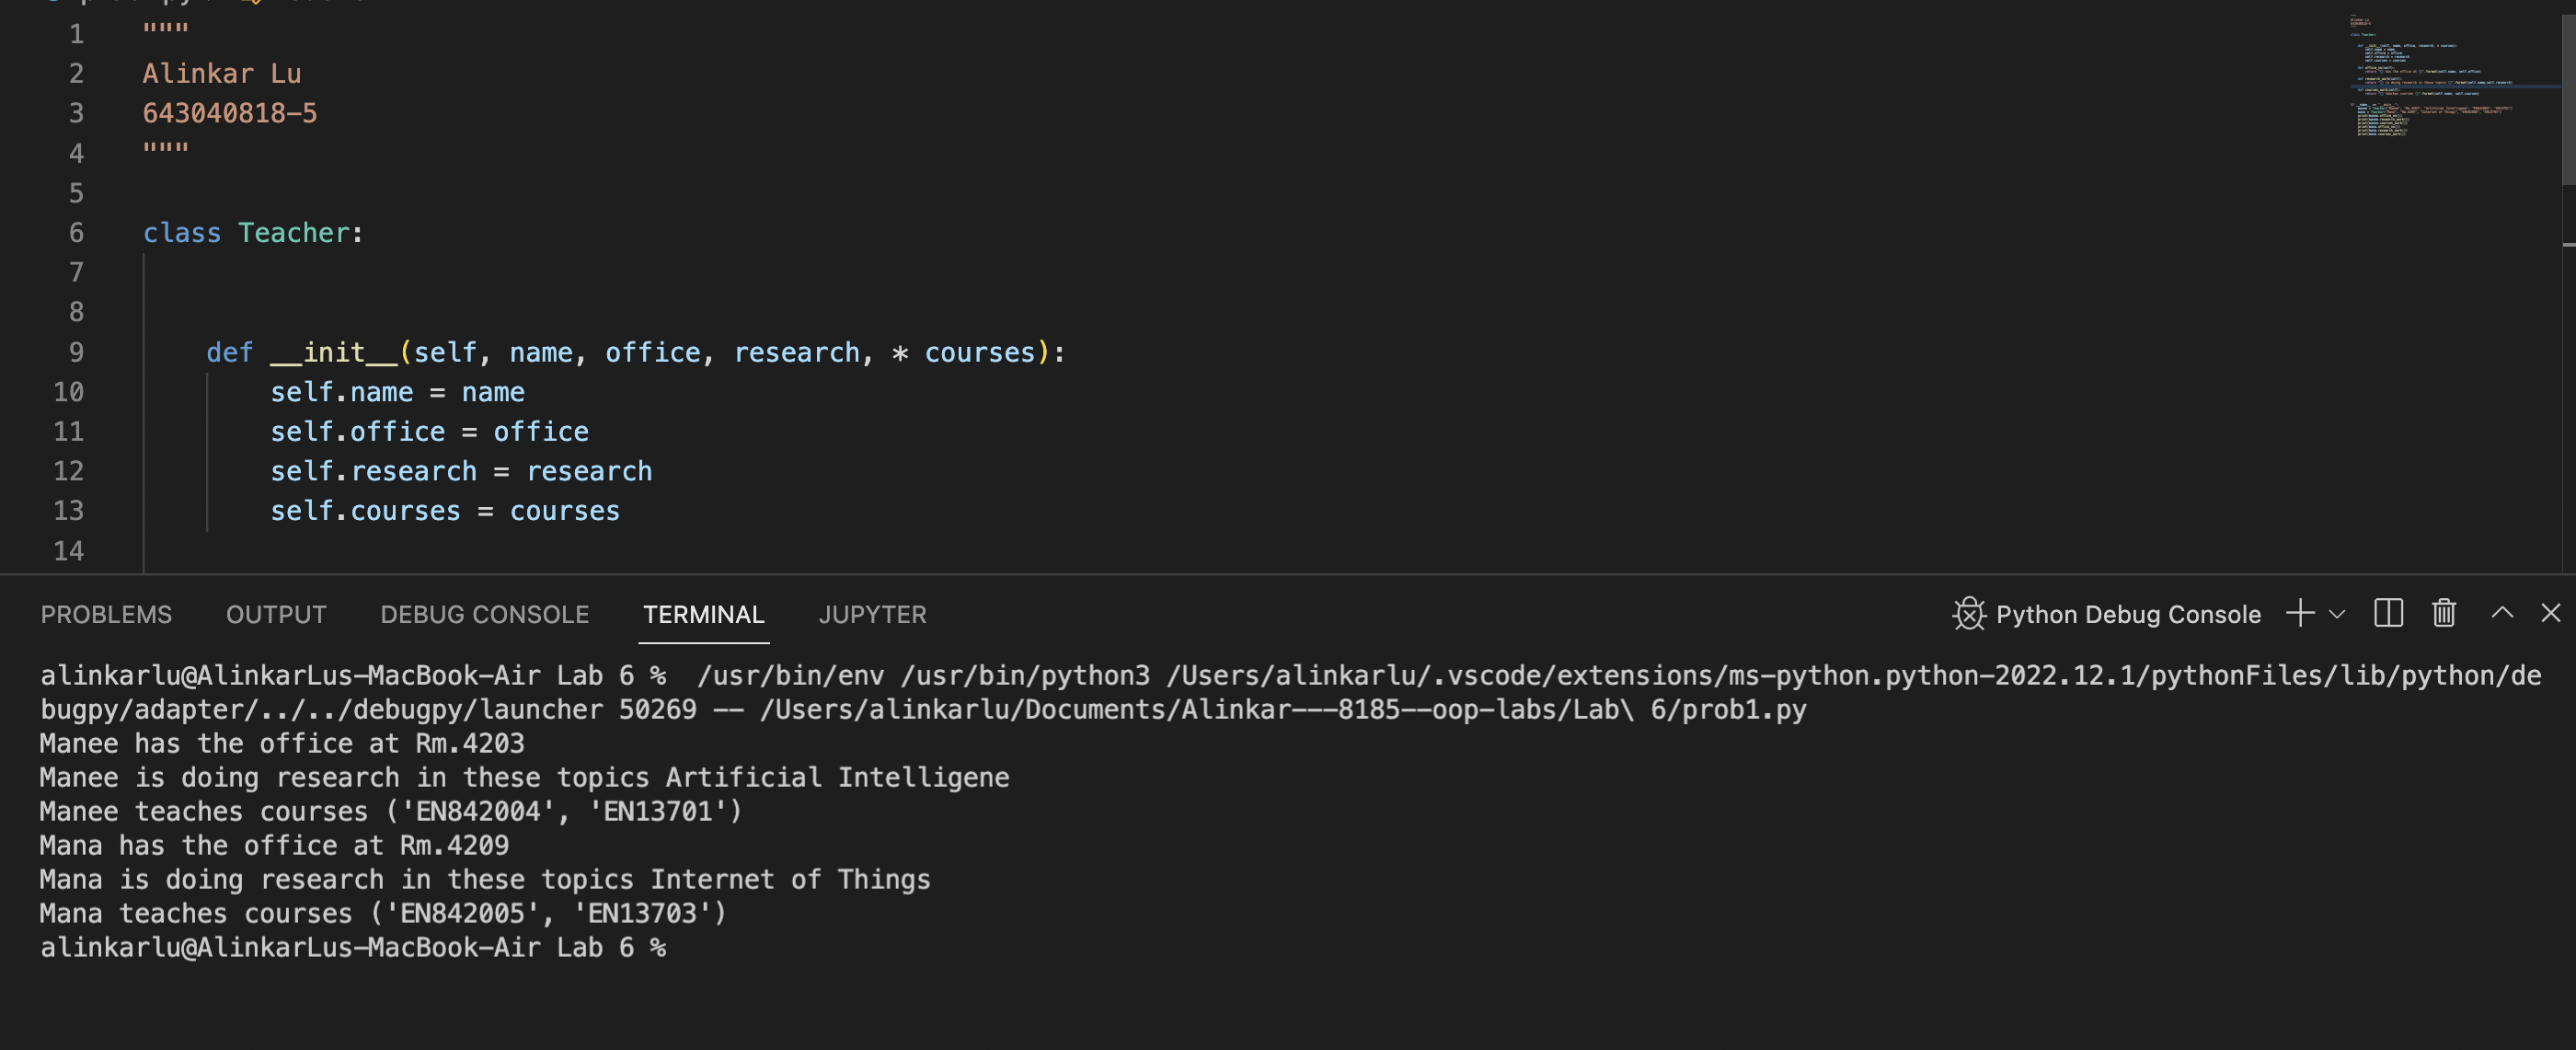 1 """
2 Alinkar Lu
3 643040818-5
4 """
5
6 class Teacher:
7
8
9 def __init__(self, name, office, research, * courses):
10 self.name = name
11 self.office = office
12 self.research = research
13 self.courses = courses
14
PROBLEMS OUTPUT DEBUG CONSOLE TERMINAL JUPYTER Python Debug Console
alinkarlu@AlinkarLus-MacBook-Air Lab 6 %  /usr/bin/env /usr/bin/python3 /Users/alinkarlu/.vscode/extensions/ms-python.python-2022.12.1/pythonFiles/lib/python/de
bugpy/adapter/../../debugpy/launcher 50269 -- /Users/alinkarlu/Documents/Alinkar---8185--oop-labs/Lab\ 6/prob1.py
Manee has the office at Rm.4203
Manee is doing research in these topics Artificial Intelligene
Manee teaches courses ('EN842004', 'EN13701')
Mana has the office at Rm.4209
Mana is doing research in these topics Internet of Things
Mana teaches courses ('EN842005', 'EN13703')
alinkarlu@AlinkarLus-MacBook-Air Lab 6 %